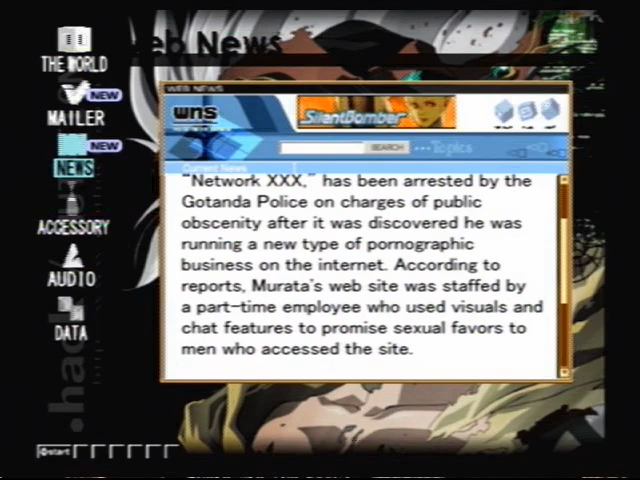 Web News
THE WORLD
NEW
MAILER
NEW
NEWS
ACCESSORY
AUDIO
DATA
.hack
WEB NEWS
wns
SilentBomber
SEARCH
Topics
Current News
"Network XXX," has been arrested by the
Gotanda Police on charges of public
obscenity after it was discovered he was
running a new type of pornographic
business on the internet. According to
reports, Murata's web site was staffed by
a part-time employee who used visuals and
chat features to promise sexual favors to
men who accessed the site.
start